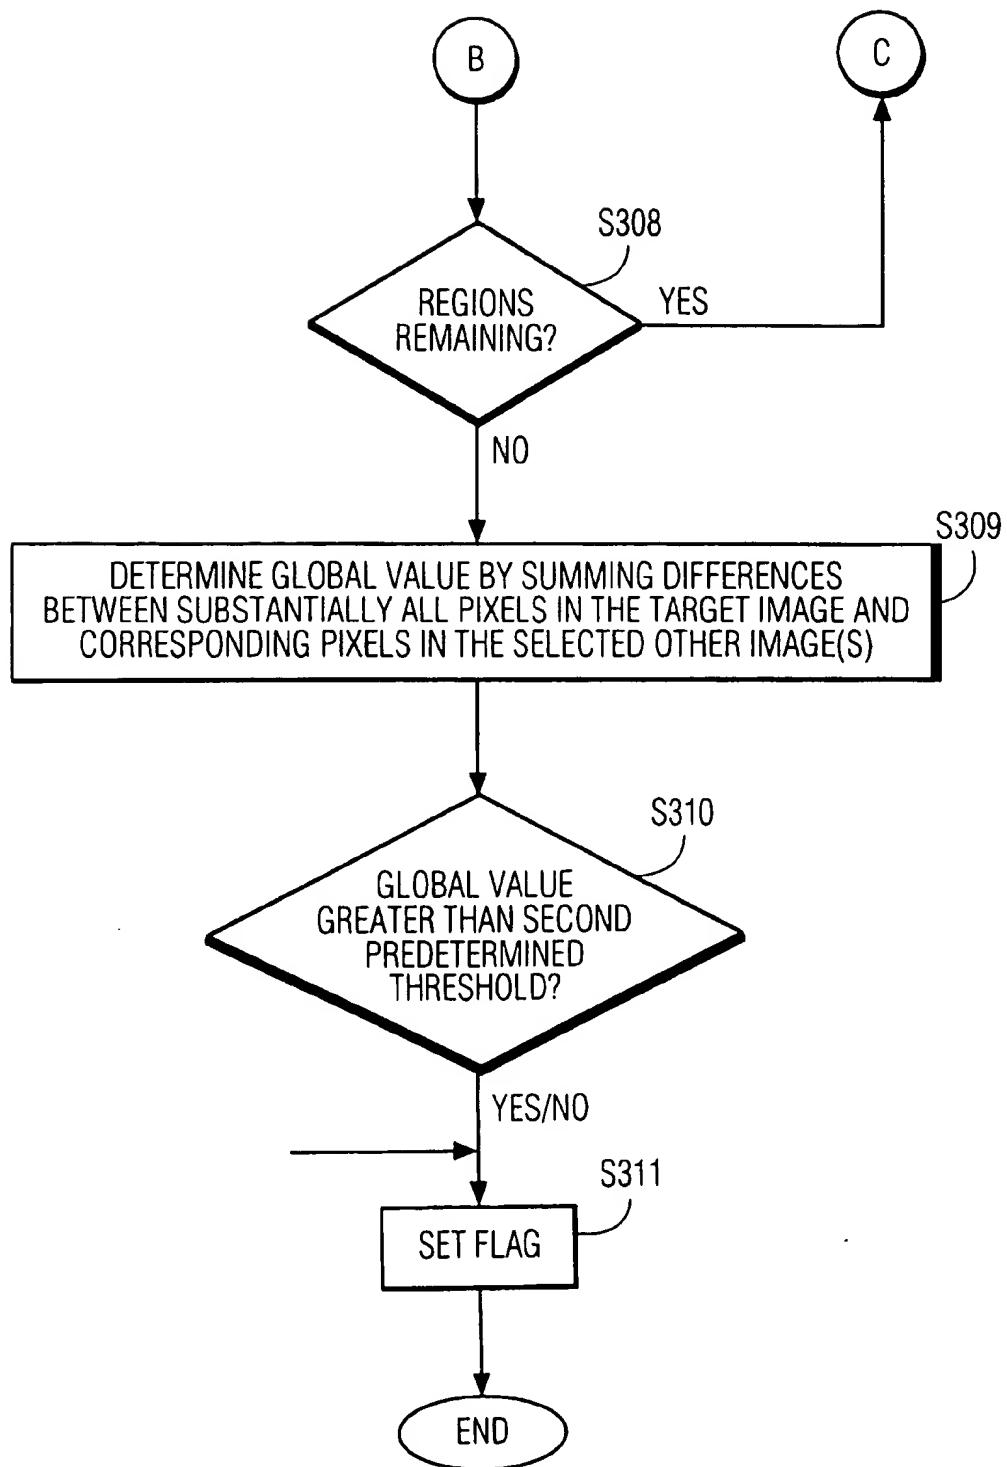 B
C
S308
REGIONS
REMAINING?
YES
NO
S309
DETERMINE GLOBAL VALUE BY SUMMING DIFFERENCES
BETWEEN SUBSTANTIALLY ALL PIXELS IN THE TARGET IMAGE AND
CORRESPONDING PIXELS IN THE SELECTED OTHER IMAGE(S)
S310
GLOBAL VALUE
GREATER THAN SECOND
PREDETERMINED
THRESHOLD?
YES/NO
S311
SET FLAG
END